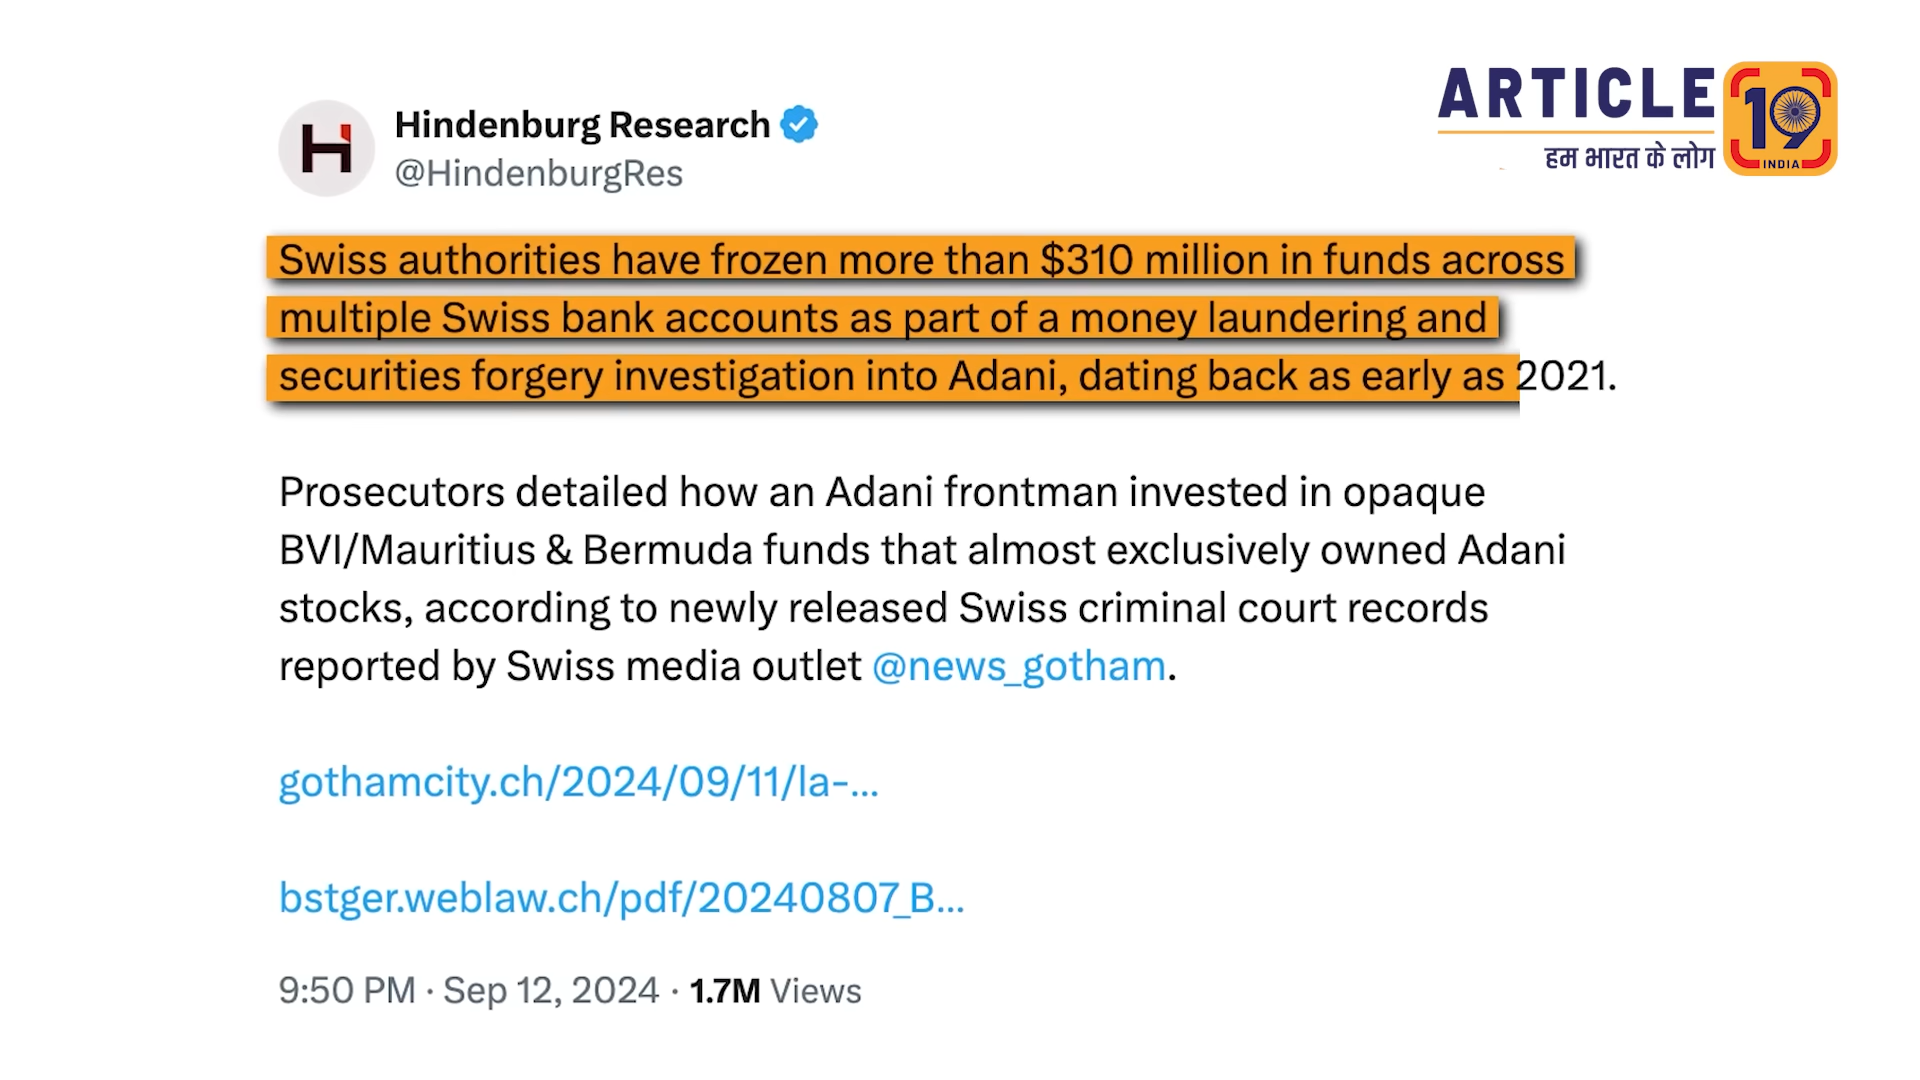 Hindenburg Research
@HindenburgRes
ARTICLE
19
INDIA
हम भारत के लोग
Swiss authorities have frozen more than $310 million in funds across
multiple Swiss bank accounts as part of a money laundering and
securities forgery investigation into Adani, dating back as early as 2021.
Prosecutors detailed how an Adani frontman invested in opaque
BVI/Mauritius & Bermuda funds that almost exclusively owned Adani
stocks, according to newly released Swiss criminal court records
reported by Swiss media outlet @news_gotham.
gothamcity.ch/2024/09/11/la-...
bstger.weblaw.ch/pdf/20240807_B...
9:50 PM · Sep 12, 2024 · 1.7M Views